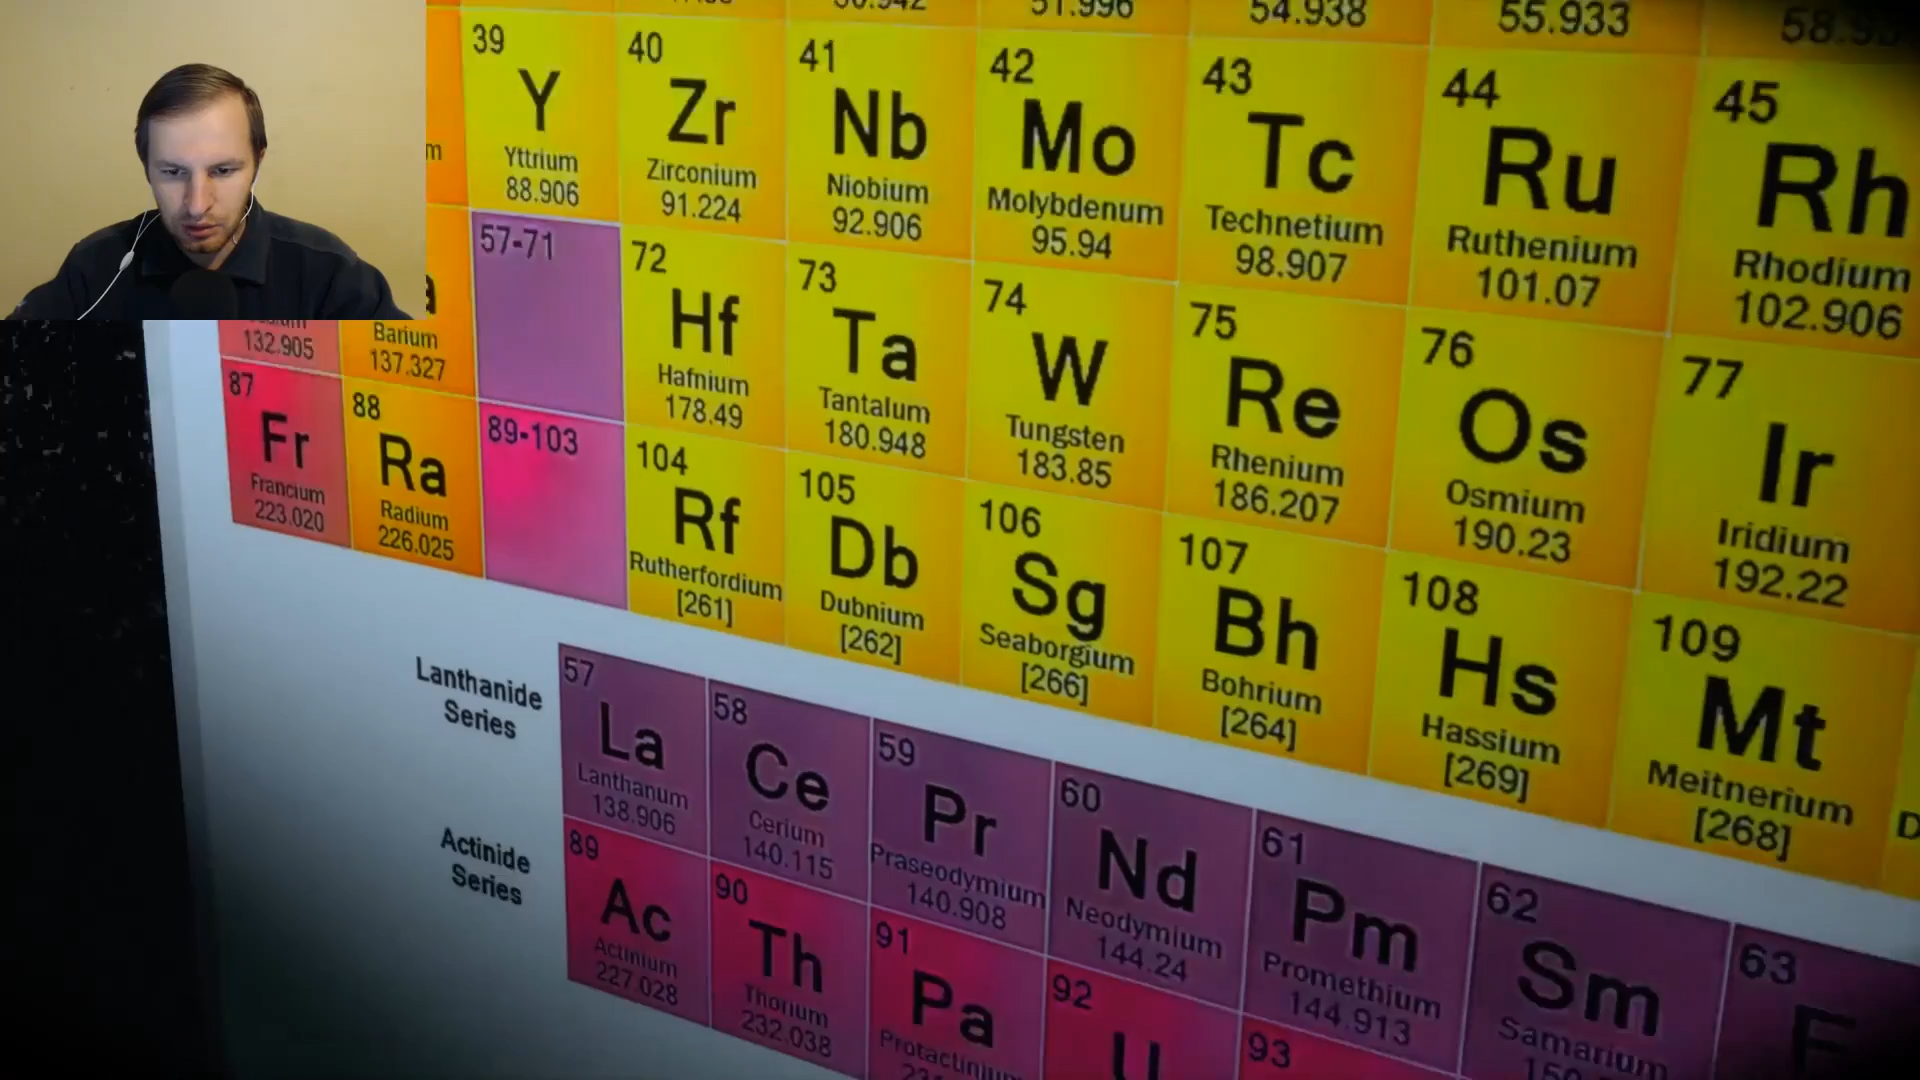 50.942 51.996 54.938 55.933
39 40 41 42 43 44 45
Y Zr Nb Mo Tc Ru Rh
Yttrium Zirconium Niobium Molybdenum Technetium Ruthenium Rhodium
88.906 91.224 92.906 95.94 98.907 101.07 102.906
57-71 72 73 74 75 76 77
Hf Ta W Re Os Ir
Barium Hafnium Tantalum Tungsten Rhenium Osmium Iridium
132.905 137.327 178.49 180.948 183.85 186.207 190.23 192.22
87 88 89-103 104 105 106 107 108 109
Fr Ra Rf Db Sg Bh Hs Mt
Francium Radium Rutherfordium Dubnium Seaborgium Bohrium Hassium Meitnerium
223.020 226.025 [261] [262] [266] [264] [269] [268]
Lanthanide
Series
57 58 59 60 61 62 63
La Ce Pr Nd Pm Sm
Lanthanum Cerium Praseodymium Neodymium Promethium Samarium
138.906 140.115 140.908 144.24 144.913
Actinide
Series
89 90 91 92 93
Ac Th Pa U
Actinium Thorium
227.028 232.038